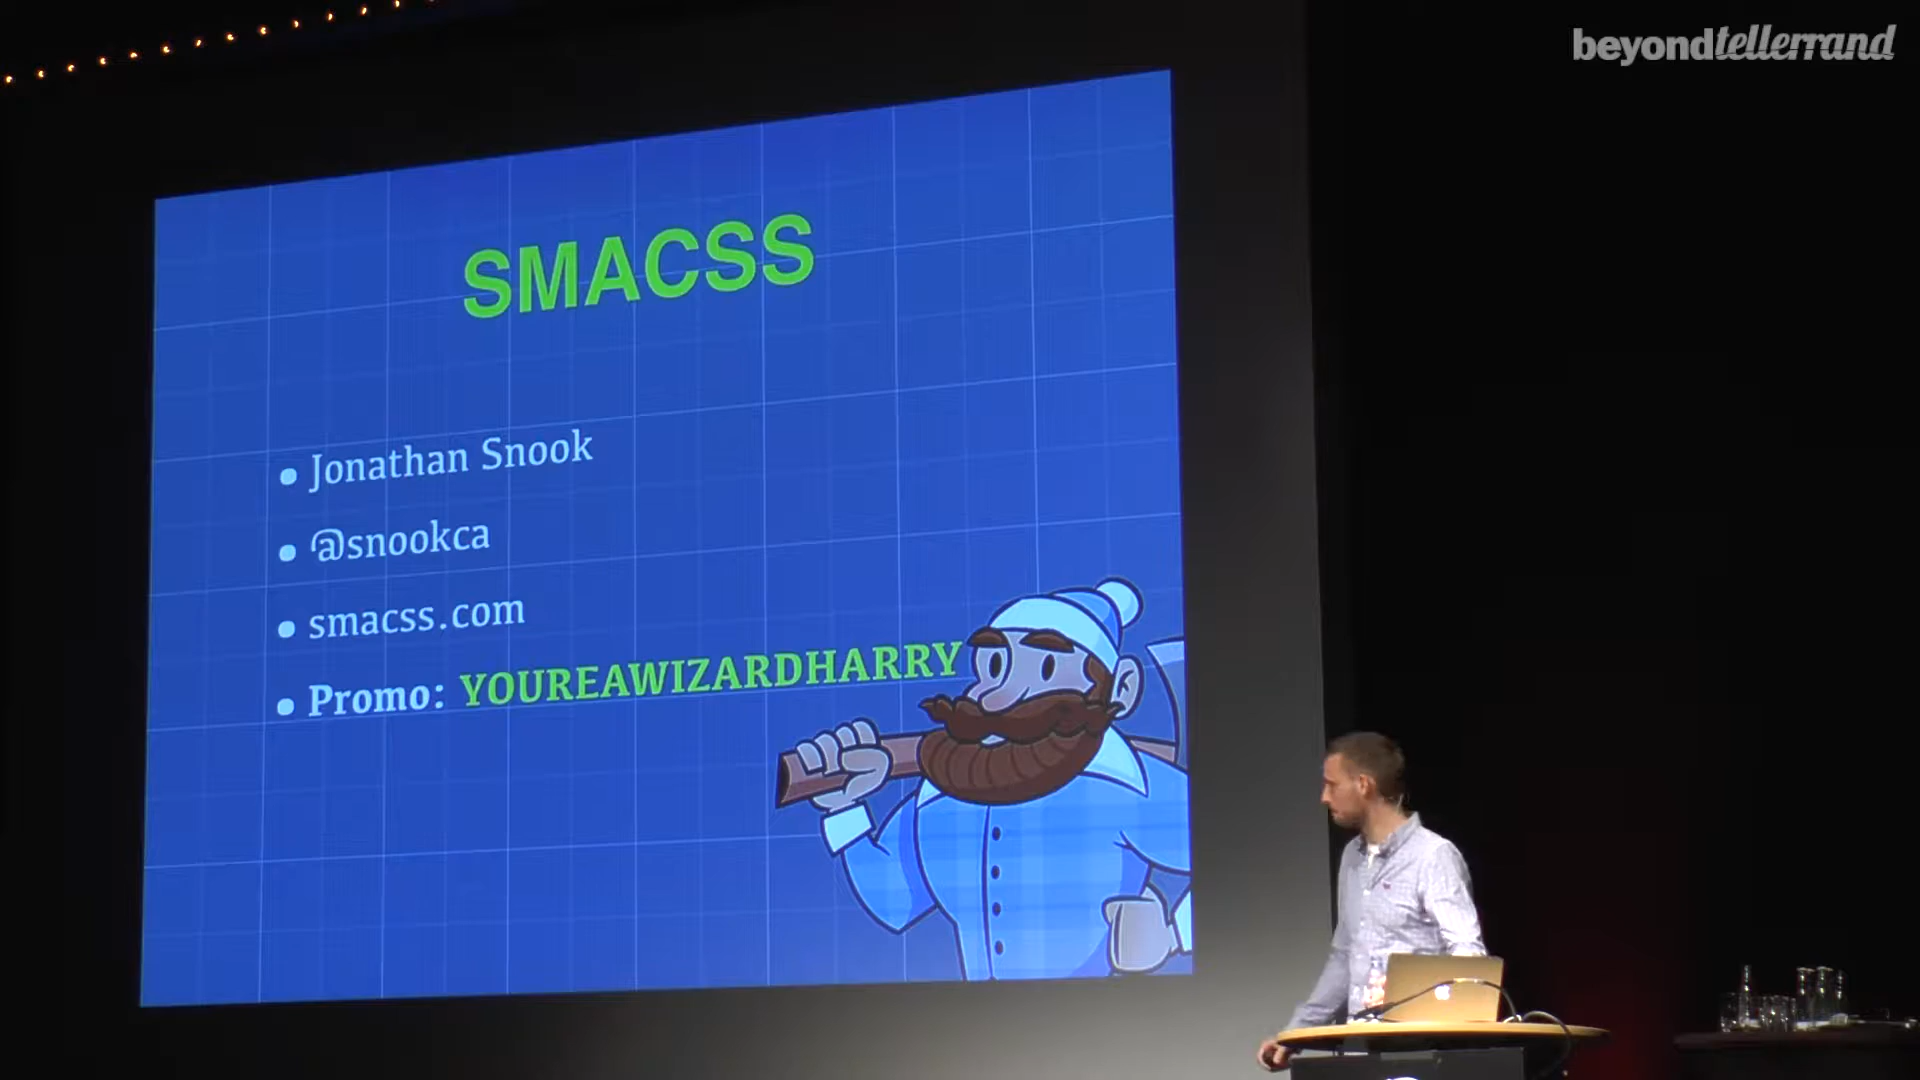 beyondtellerrand
SMACSS
• Jonathan Snook
• @snookca
• smacss.com
• Promo: YOUREAWIZARDHARRY